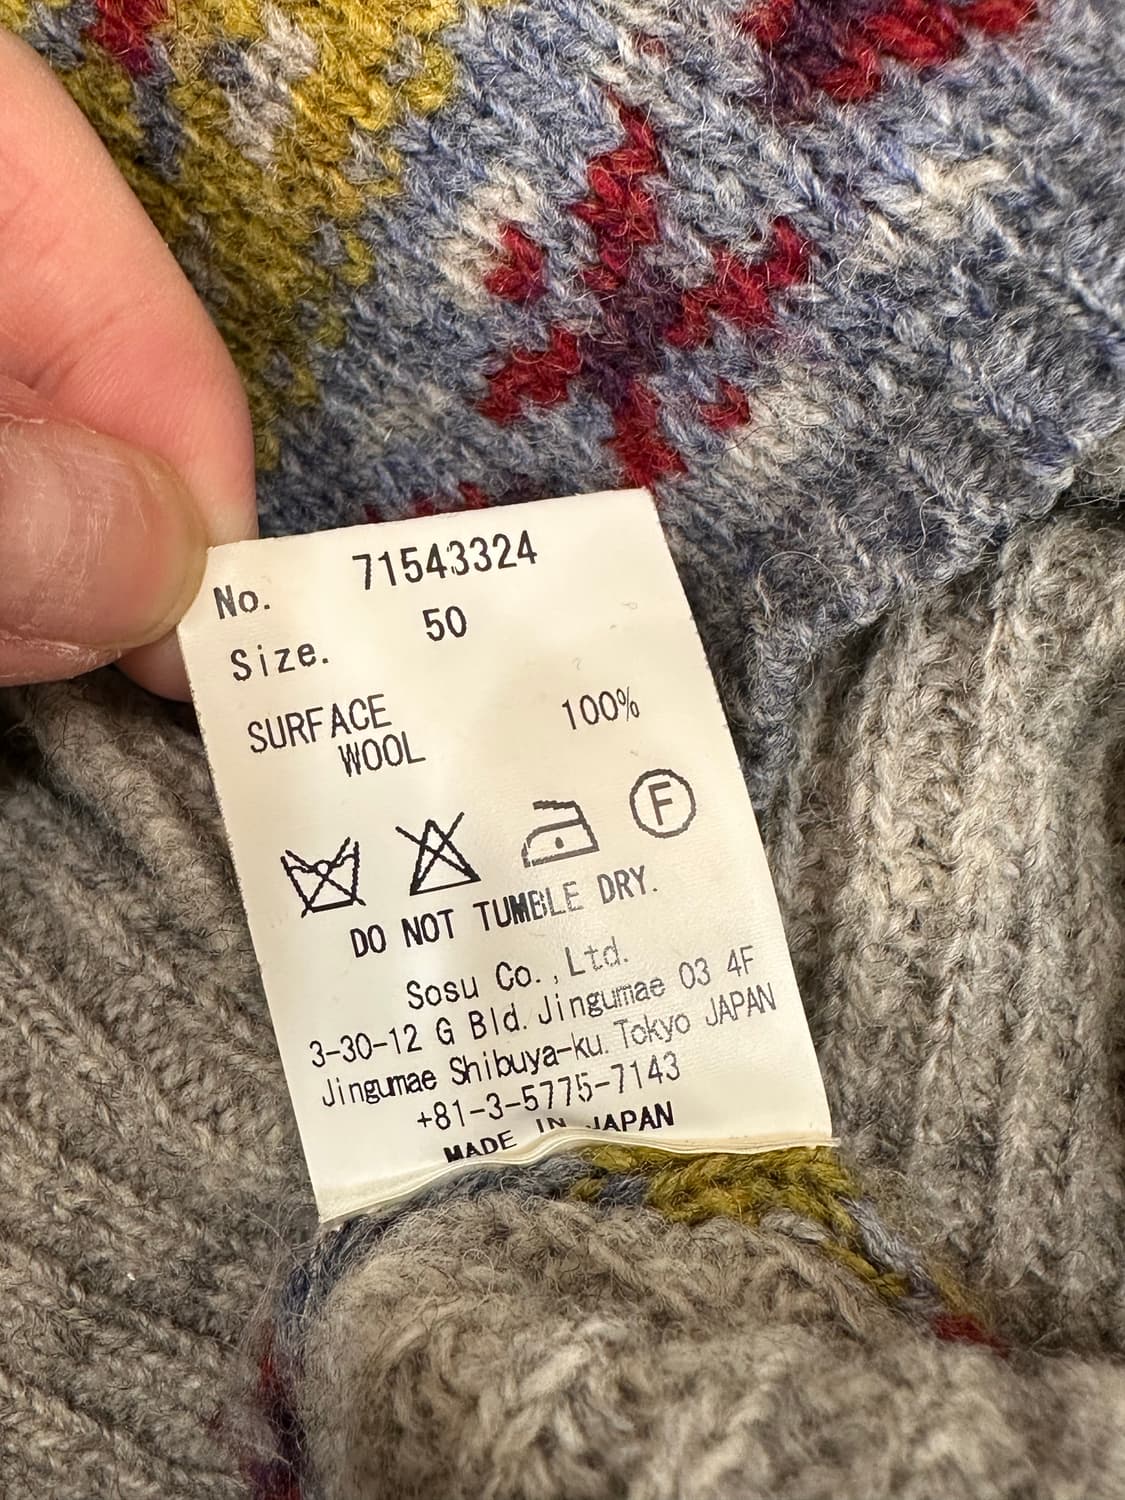 No. 71543324
Size. 50
SURFACE
WOOL 100%
F
DO NOT TUMBLE DRY.
Sosu Co.,Ltd.
3-30-12 G Bld. Jingumae 03 4F
Jingumae Shibuya-ku. Tokyo JAPAN
+81-3-5775-7143
MADE IN JAPAN